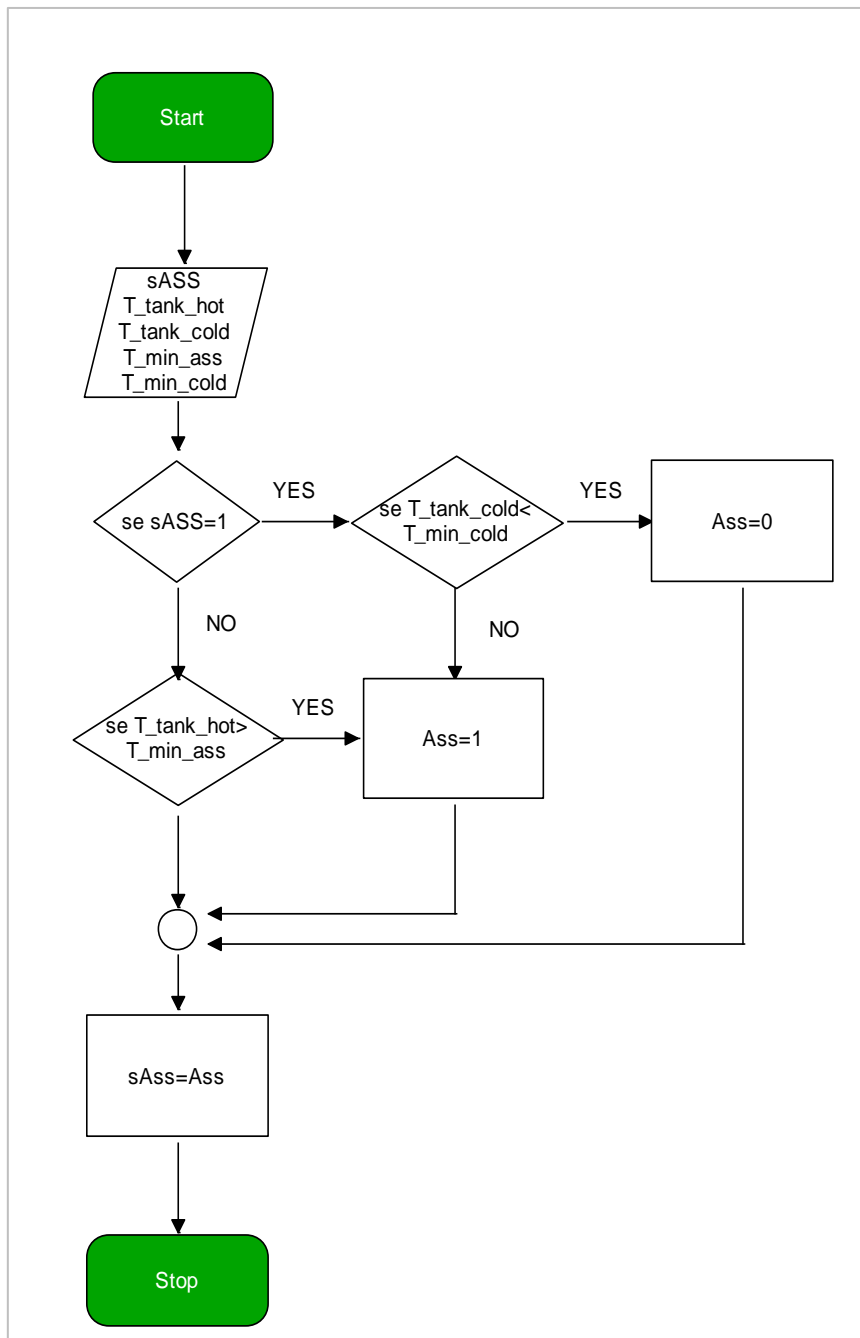 Start
sASS
T_tank_hot
T_tank_cold
T_min_ass
T_min_cold
se sASS=1
YES
se T_tank_cold<
T_min_cold
YES
Ass=0
NO
NO
se T_tank_hot>
T_min_ass
YES
Ass=1
sAss=Ass
Stop